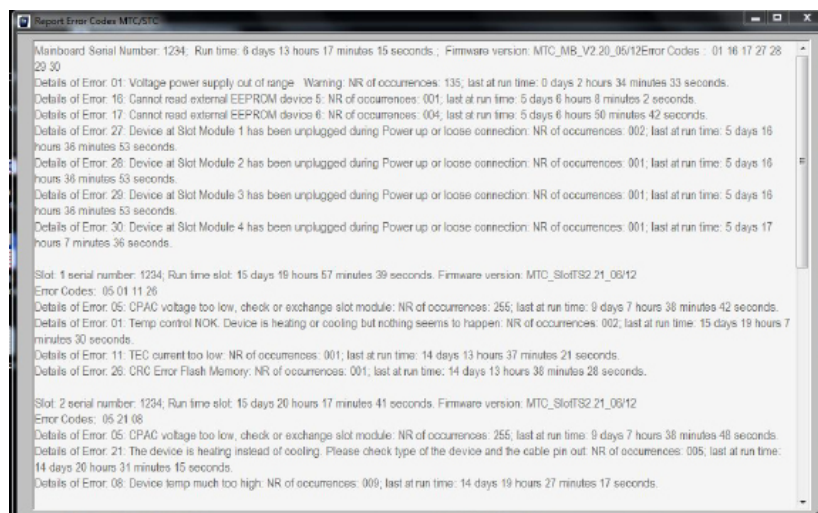 Report Error Codes MTC/STC
Mainboard Serial Number: 1234; Run time: 6 days 13 hours 17 minutes 15 seconds.; Firmware version: MTC_MB_V2.20_05/12Error Codes : 01 16 17 27 28
29 30
Details of Error: 01: Voltage power supply out of range Warning: NR of occurrences: 135; last at run time: 0 days 2 hours 34 minutes 33 seconds.
Details of Error: 16: Cannot read external EEPROM device 5: NR of occurrences: 001; last at run time: 5 days 6 hours 8 minutes 2 seconds.
Details of Error: 17: Cannot read external EEPROM device 6: NR of occurrences: 004; last at run time: 5 days 6 hours 50 minutes 42 seconds.
Details of Error: 27: Device at Slot Module 1 has been unplugged during Power up or loose connection: NR of occurrences: 002; last at run time: 5 days 16
hours 36 minutes 53 seconds.
Details of Error: 28: Device at Slot Module 2 has been unplugged during Power up or loose connection: NR of occurrences: 001; last at run time: 5 days 16
hours 36 minutes 53 seconds.
Details of Error: 29: Device at Slot Module 3 has been unplugged during Power up or loose connection: NR of occurrences: 001; last at run time: 5 days 16
hours 36 minutes 53 seconds.
Details of Error: 30: Device at Slot Module 4 has been unplugged during Power up or loose connection: NR of occurrences: 001; last at run time: 5 days 17
hours 7 minutes 36 seconds.
Slot: 1 serial number: 1234; Run time slot: 15 days 19 hours 57 minutes 39 seconds. Firmware version: MTC_SlotTS2.21_06/12
Error Codes: 05 01 11 26
Details of Error: 05: CPAC voltage too low, check or exchange slot module: NR of occurrences: 255; last at run time: 9 days 7 hours 38 minutes 42 seconds.
Details of Error: 01: Temp control NOK. Device is heating or cooling but nothing seems to happen: NR of occurrences: 002; last at run time: 15 days 19 hours 7
minutes 30 seconds.
Details of Error: 11: TEC current too low: NR of occurrences: 001; last at run time: 14 days 13 hours 37 minutes 21 seconds.
Details of Error: 26: CRC Error Flash Memory: NR of occurrences: 001; last at run time: 14 days 13 hours 38 minutes 28 seconds.
Slot: 2 serial number: 1234; Run time slot: 15 days 20 hours 17 minutes 41 seconds. Firmware version: MTC_SlotTS2.21_06/12
Error Codes: 05 21 08
Details of Error: 05: CPAC voltage too low, check or exchange slot module: NR of occurrences: 255; last at run time: 9 days 7 hours 38 minutes 48 seconds.
Details of Error: 21: The device is heating instead of cooling. Please check type of the device and the cable pin out: NR of occurrences: 005; last at run time:
14 days 20 hours 31 minutes 15 seconds.
Details of Error: 08: Device temp much too high: NR of occurrences: 009; last at run time: 14 days 19 hours 27 minutes 17 seconds.